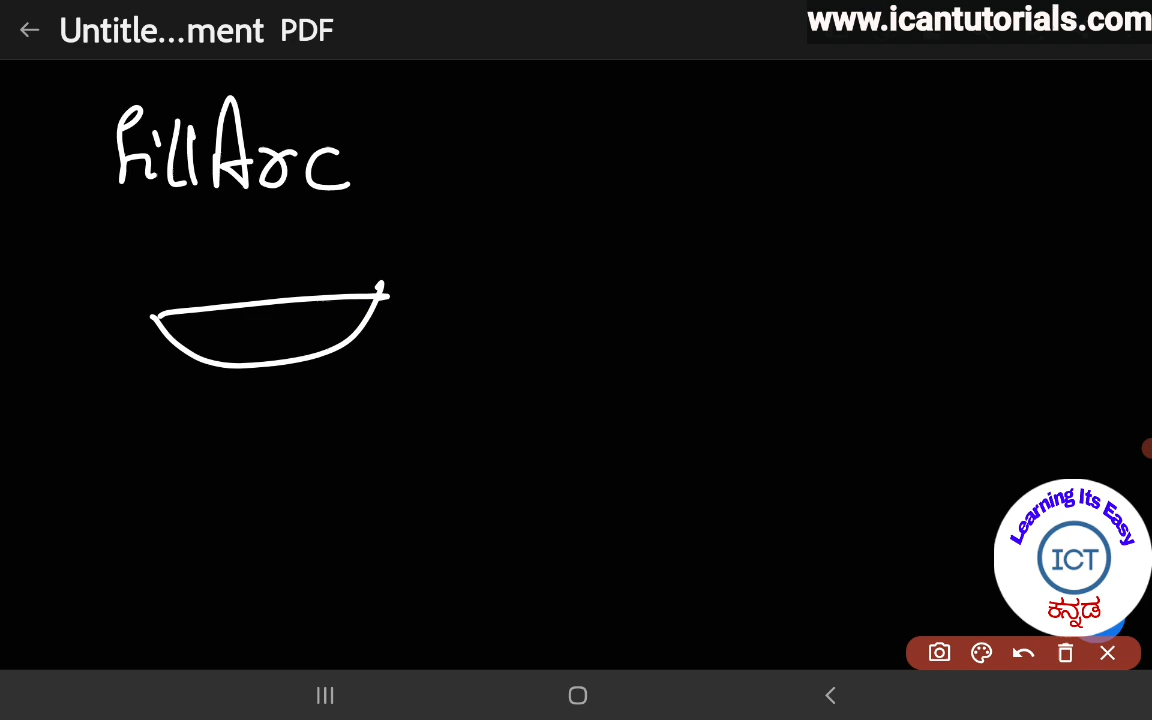 Untitle...ment PDF
www.icantutorials.com
fillArc
Learning Its Easy
ICT
ಕನ್ನಡ